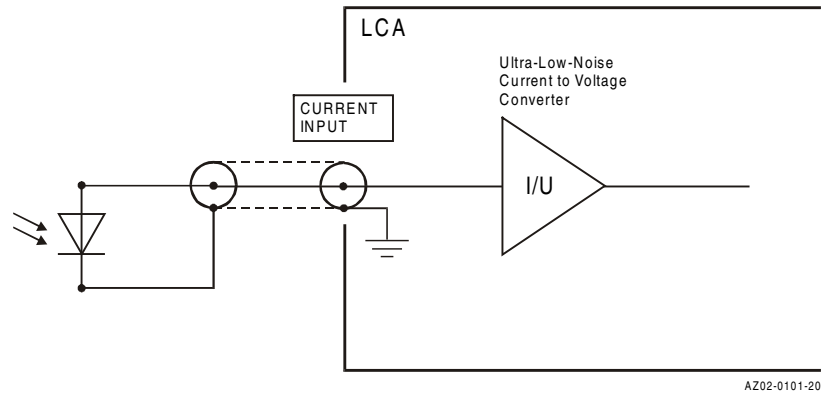 LCA
Ultra-Low-Noise
Current to Voltage
Converter
CURRENT
INPUT
I/U
AZ02-0101-20